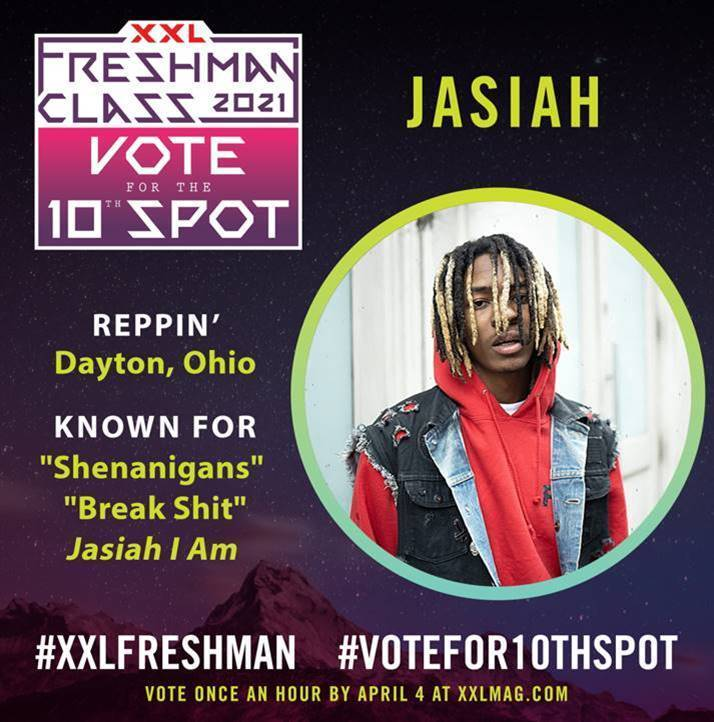 XXL
FRESHMAN
CLASS 2021
VOTE
FOR THE
10TH SPOT
JASIAH
REPPIN'
Dayton, Ohio
KNOWN FOR
"Shenanigans"
"Break Shit"
Jasiah I Am
#XXLFRESHMAN #VOTEFOR10THSPOT
VOTE ONCE AN HOUR BY APRIL 4 AT XXLMAG.COM